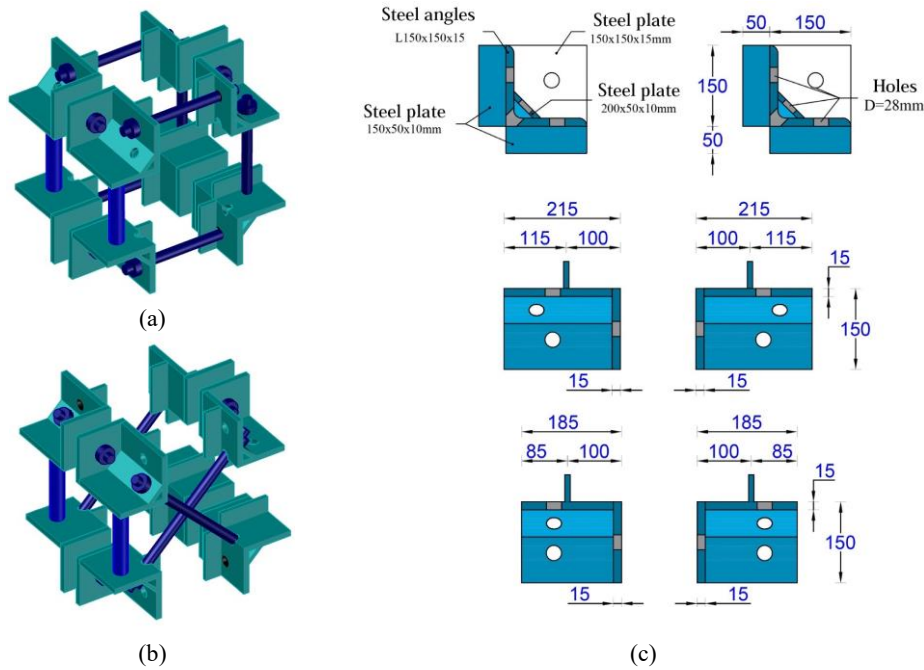 Steel angles
L150x150x15
Steel plate
150x150x15mm
50 150
Steel plate
150x50x10mm
Steel plate
200x50x10mm
150
50
Holes
D=28mm
215
115 100
215
100 115
15
150
15
15
185
85 100
185
100 85
15
150
15
15
(a)
(b)
(c)